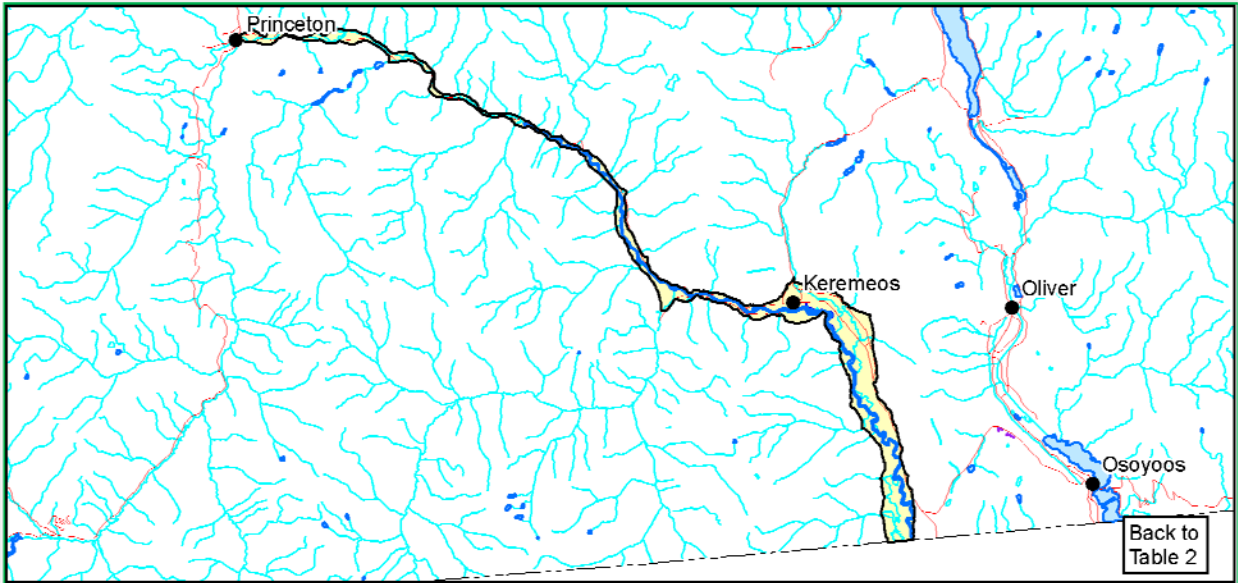 Princeton
Keremeos
Oliver
Osoyoos
Back to
Table 2